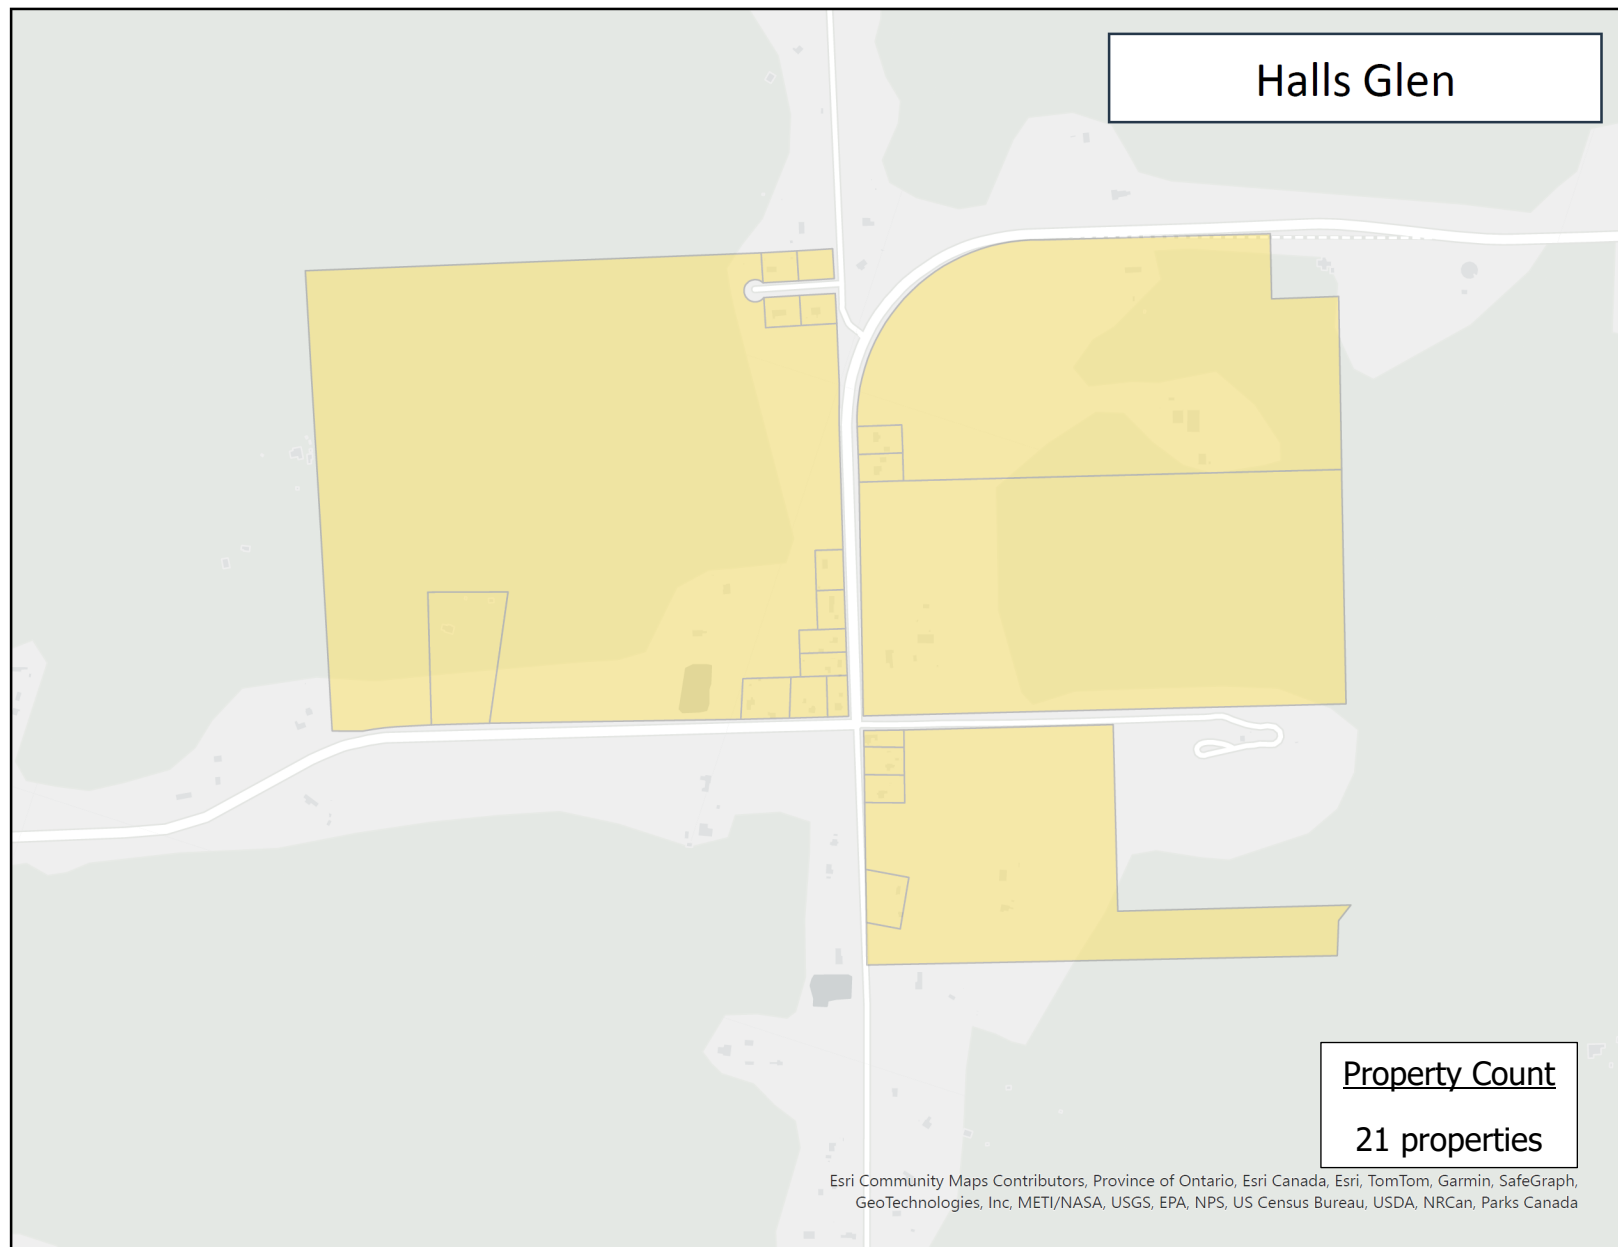 Halls Glen
Property Count
21 properties
Esri Community Maps Contributors, Province of Ontario, Esri Canada, Esri, TomTom, Garmin, SafeGraph,
GeoTechnologies, Inc, METI/NASA, USGS, EPA, NPS, US Census Bureau, USDA, NRCan, Parks Canada